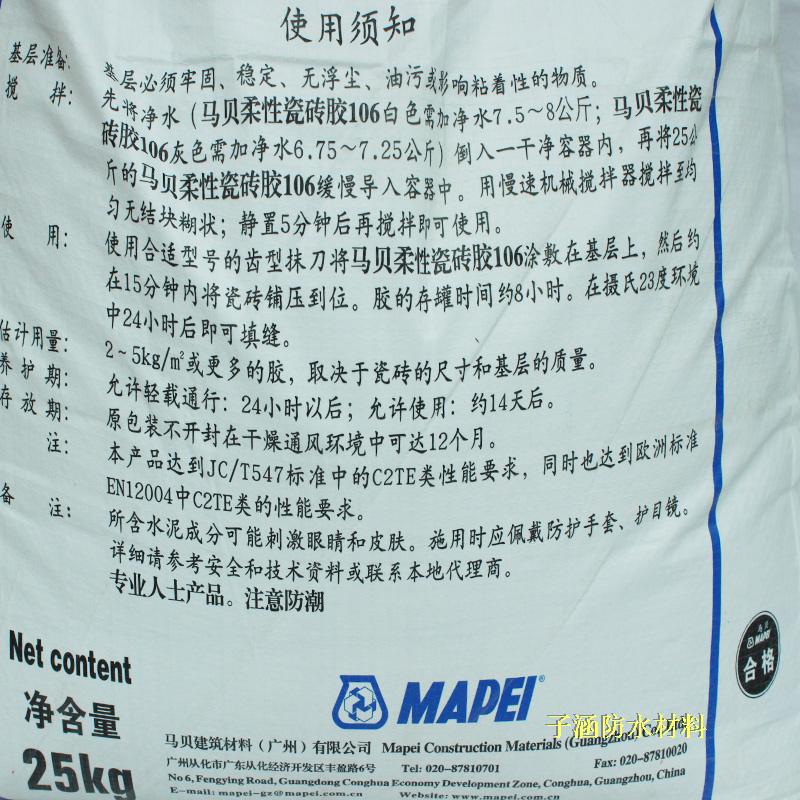 使用须知
基层准备: 基层必须牢固、稳定、无浮尘、油污或影响粘着性的物质。
搅 拌: 先将净水（马贝柔性瓷砖胶106白色需加净水7.5~8公斤；马贝柔性瓷
砖胶106灰色需加净水6.75~7.25公斤）倒入一干净容器内，再将25公
斤的马贝柔性瓷砖胶106缓慢导入容器中。用慢速机械搅拌器搅拌至均
匀无结块糊状；静置5分钟后再搅拌即可使用。
使 用: 使用合适型号的齿型抹刀将马贝柔性瓷砖胶106涂敷在基层上，然后约
在15分钟内将瓷砖铺压到位。胶的存罐时间约8小时。在摄氏23度环境
中24小时后即可填缝。
估计用量: 2~5kg/㎡或更多的胶，取决于瓷砖的尺寸和基层的质量。
养 护 期: 允许轻载通行：24小时以后；允许使用：约14天后。
存 放 期: 原包装不开封在干燥通风环境中可达12个月。
注: 本产品达到JC/T547标准中的C2TE类性能要求，同时也达到欧洲标准
EN12004中C2TE类的性能要求。
备 注: 所含水泥成分可能刺激眼睛和皮肤。施用时应佩戴防护手套、护目镜。
详细请参考安全和技术资料或联系本地代理商。
专业人士产品。注意防潮
Net content
净含量
25kg
马贝
MAPEI
合格
MAPEI®
子涵防水材料
马贝建筑材料（广州）有限公司 Mapei Construction Materials (Guangzhou) Co.,
广州从化市广东从化经济开发区丰盈路6号 Tel: 020-87810701 Fax: 020-87810020
No 6, Fengying Road, Guangdong Conghua Economy Development Zone, Conghua, Guangzhou, China
E-mail: mapei-gz@mapei.com.cn Website: www.mapei.com.cn